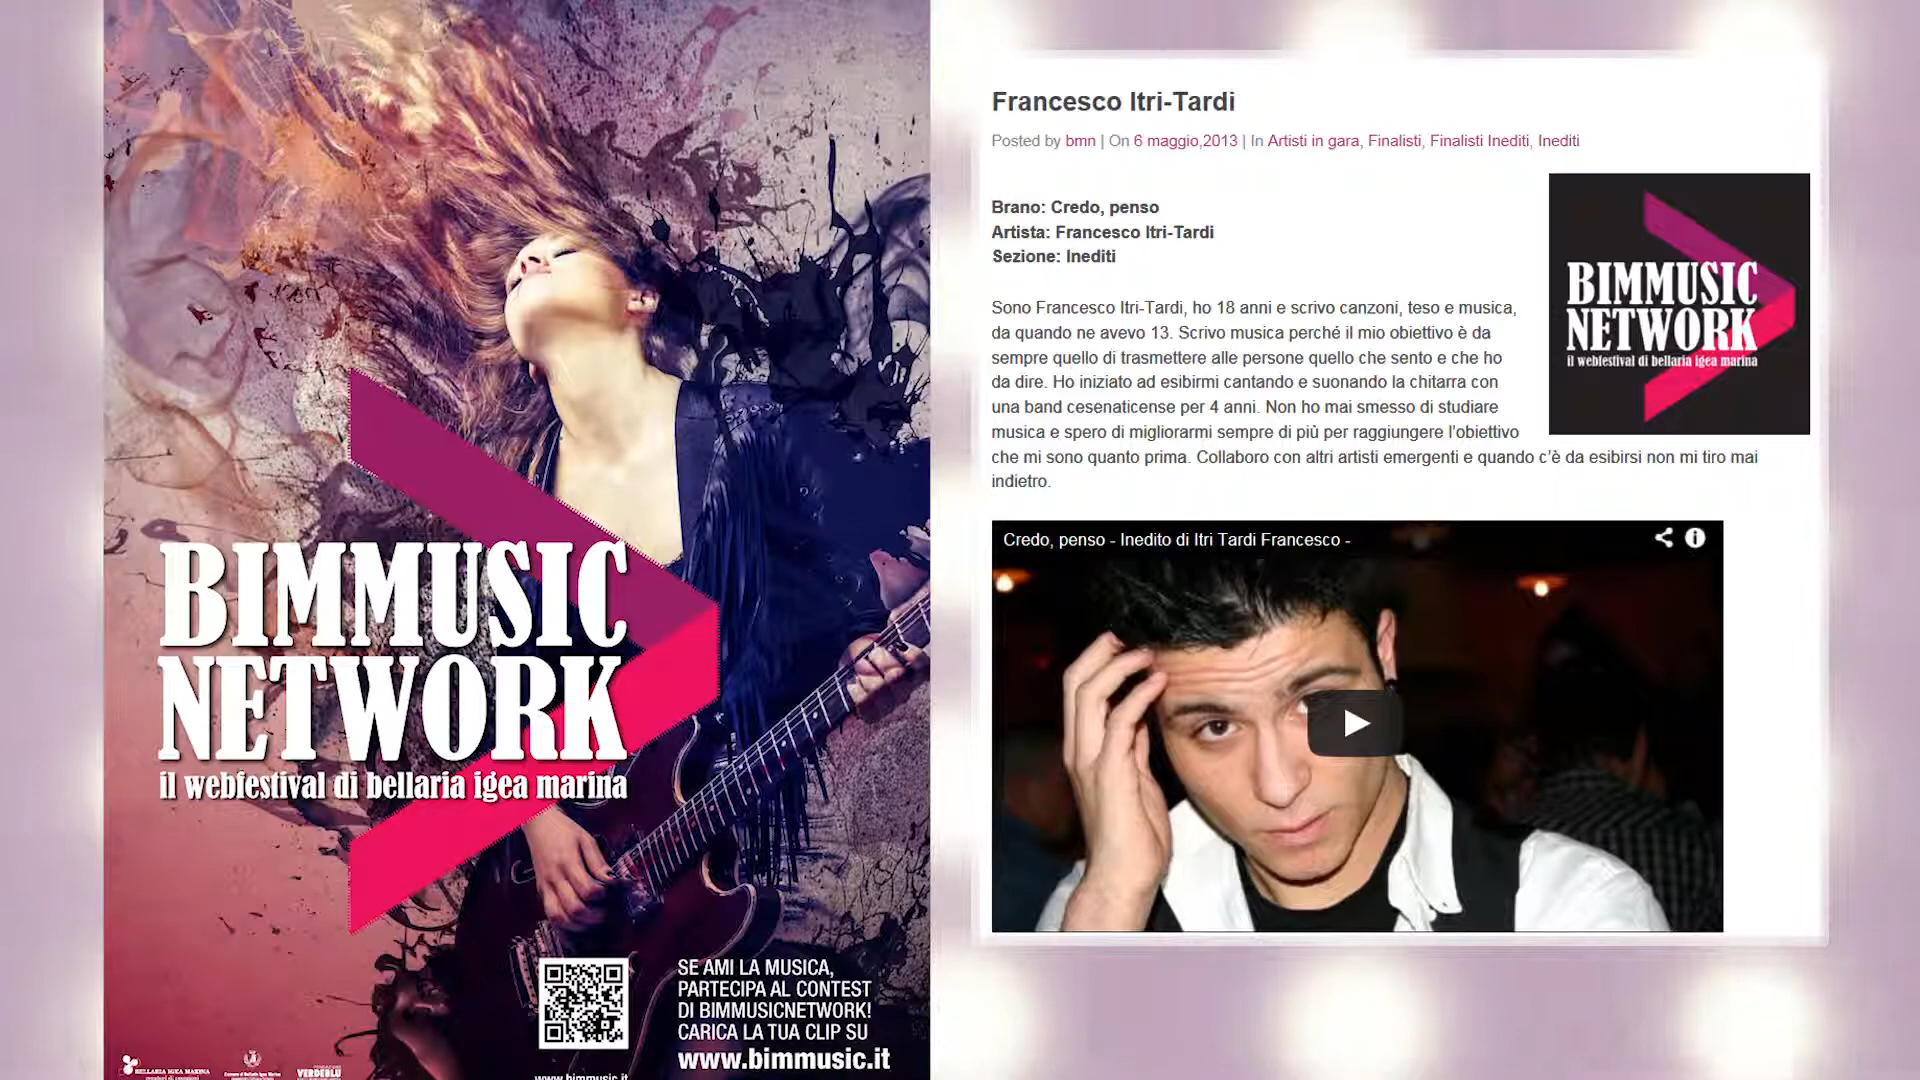 BIMMUSIC
NETWORK
il webfestival di bellaria igea marina
SE AMI LA MUSICA,
PARTECIPA AL CONTEST
DI BIMMUSICNETWORK!
CARICA LA TUA CLIP SU
www.bimmusic.it
BELLARIA IGEA MARINA
VERDEBLU
www.bimmusic.it
Francesco Itri-Tardi
Posted by bmn | On 6 maggio,2013 | In Artisti in gara, Finalisti, Finalisti Inediti, Inediti
Brano: Credo, penso
Artista: Francesco Itri-Tardi
Sezione: Inediti
Sono Francesco Itri-Tardi, ho 18 anni e scrivo canzoni, teso e musica,
da quando ne avevo 13. Scrivo musica perché il mio obiettivo è da
sempre quello di trasmettere alle persone quello che sento e che ho
da dire. Ho iniziato ad esibirmi cantando e suonando la chitarra con
una band cesenaticense per 4 anni. Non ho mai smesso di studiare
musica e spero di migliorarmi sempre di più per raggiungere l'obiettivo
che mi sono quanto prima. Collaboro con altri artisti emergenti e quando c'è da esibirsi non mi tiro mai
indietro.
BIMMUSIC
NETWORK
il webfestival di bellaria igea marina
Credo, penso - Inedito di Itri Tardi Francesco -